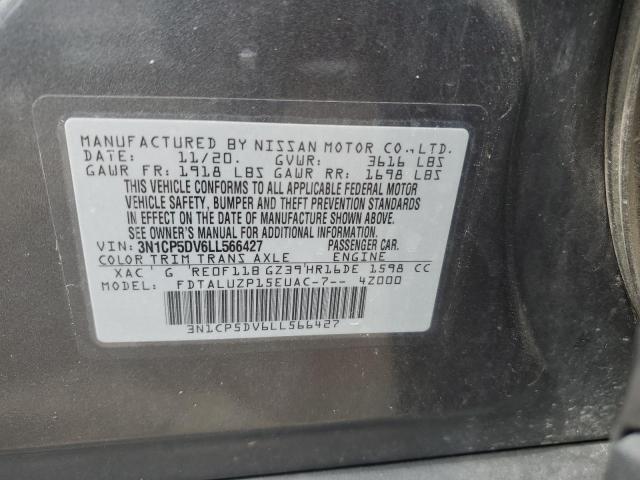 MANUFACTURED BY NISSAN MOTOR CO.,LTD.
DATE: 11/20. GVWR: 3616 LBS
GAWR FR: 1918 LBS GAWR RR: 1698 LBS
THIS VEHICLE CONFORMS TO ALL APPLICABLE FEDERAL MOTOR
VEHICLE SAFETY, BUMPER AND THEFT PREVENTION STANDARDS
IN EFFECT ON THE DATE OF MANUFACTURE SHOWN ABOVE.
SEE OWNER'S MANUAL FOR ADDITIONAL INFORMATION.
VIN: 3N1CP5DV6LL566427 PASSENGER CAR.
COLOR TRIM TRANS AXLE ENGINE
XAC ' G 'RE0F11B GZ39'HR16DE 1598 CC
MODEL: FDTALUZP15EUAC-7-- 4Z000
3N1CP5DV6LL566427